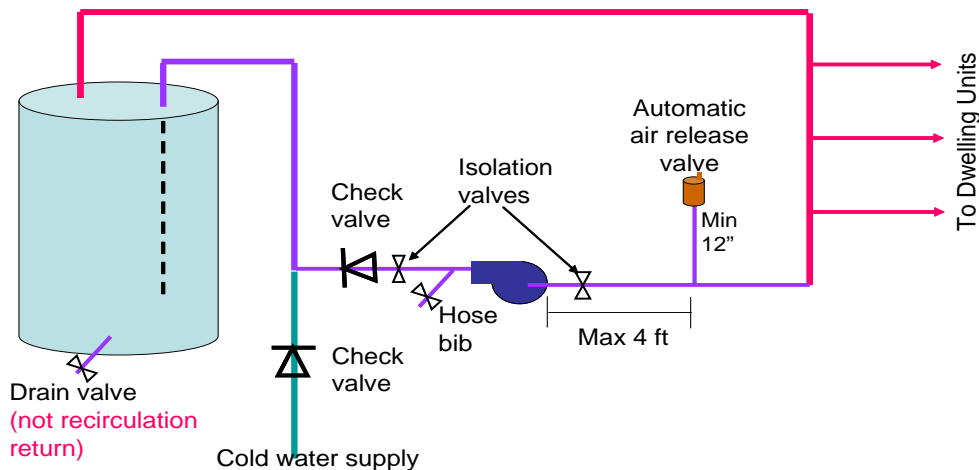 Automatic
air release
valve
Isolation
valves
Check
valve
Min
12”
To Dwelling Units
Hose
bib
Max 4 ft
Check
valve
Drain valve
(not recirculation
return)
Cold water supply